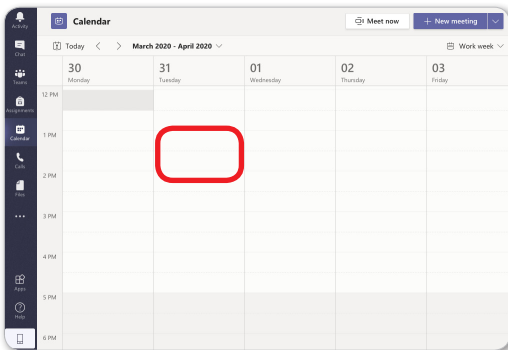 Activity
Chat
Teams
Assignments
Calendar
Calls
Files
Apps
Help
Calendar
Meet now
+ New meeting
Today
March 2020 - April 2020
Work week
30
Monday
31
Tuesday
01
Wednesday
02
Thursday
03
Friday
12 PM
1 PM
2 PM
3 PM
4 PM
5 PM
6 PM